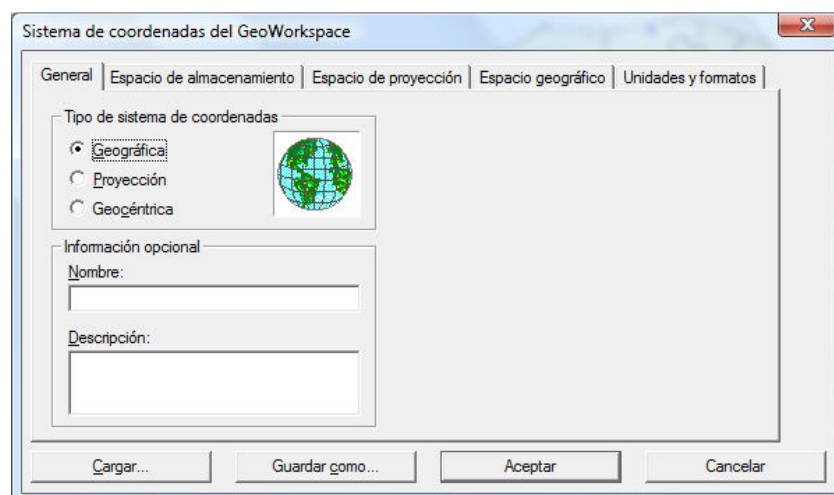 Sistema de coordenadas del GeoWorkspace
General Espacio de almacenamiento Espacio de proyección Espacio geográfico Unidades y formatos
Tipo de sistema de coordenadas
Geográfica
Proyección
Geocéntrica
Información opcional
Nombre:
Descripción:
Cargar... Guardar como... Aceptar Cancelar